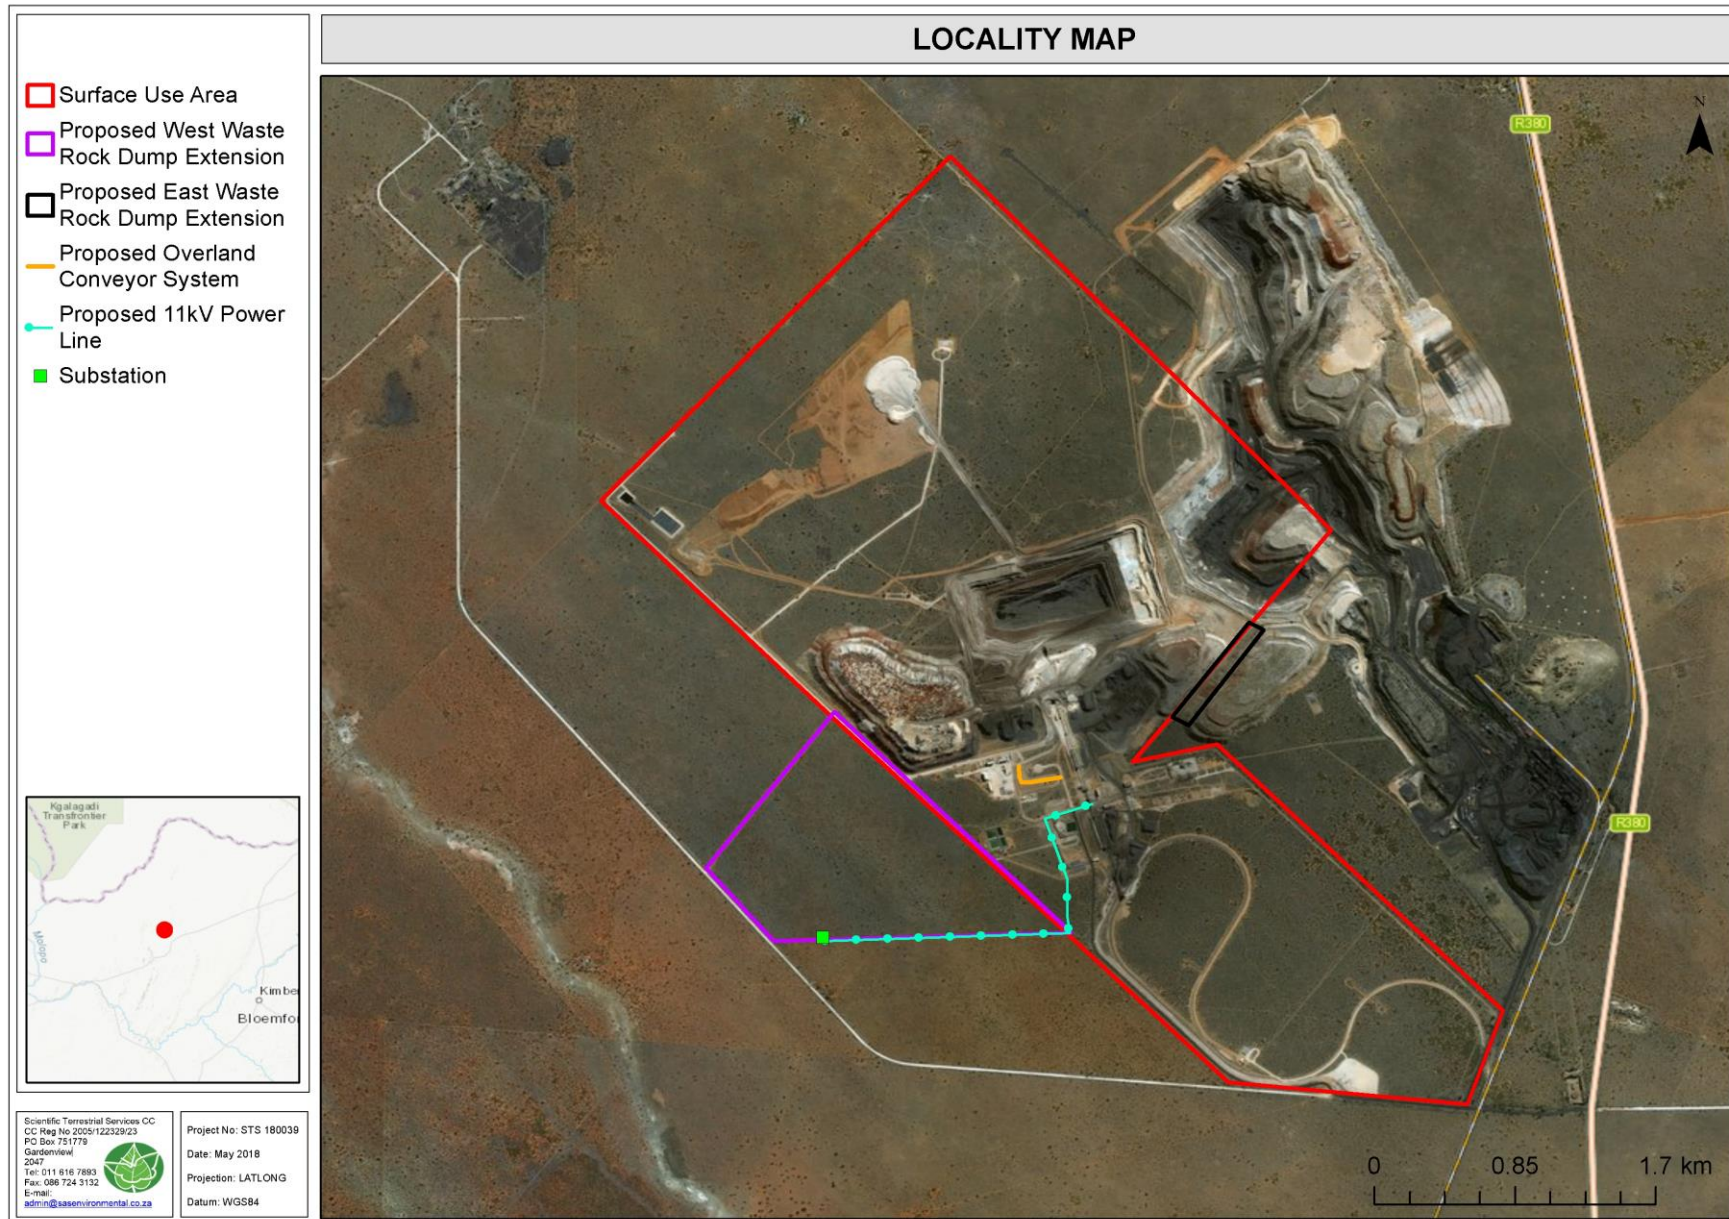 LOCALITY MAP
Surface Use Area
Proposed West Waste
Rock Dump Extension
Proposed East Waste
Rock Dump Extension
Proposed Overland
Conveyor System
Proposed 11kV Power
Line
Substation
N
R380
R380
0 0.85 1.7 km
Kgalagadi
Transfrontier
Park
Molopo
Kimbe
Bloemfo
Scientific Terrestrial Services CC
CC Reg No 2005/122329/23
PO Box 751779
Gardenview
2047
Tel: 011 616 7893
Fax: 086 724 3132
E-mail:
admin@sasenvironmental.co.za
Project No: STS 180039
Date: May 2018
Projection: LATLONG
Datum: WGS84